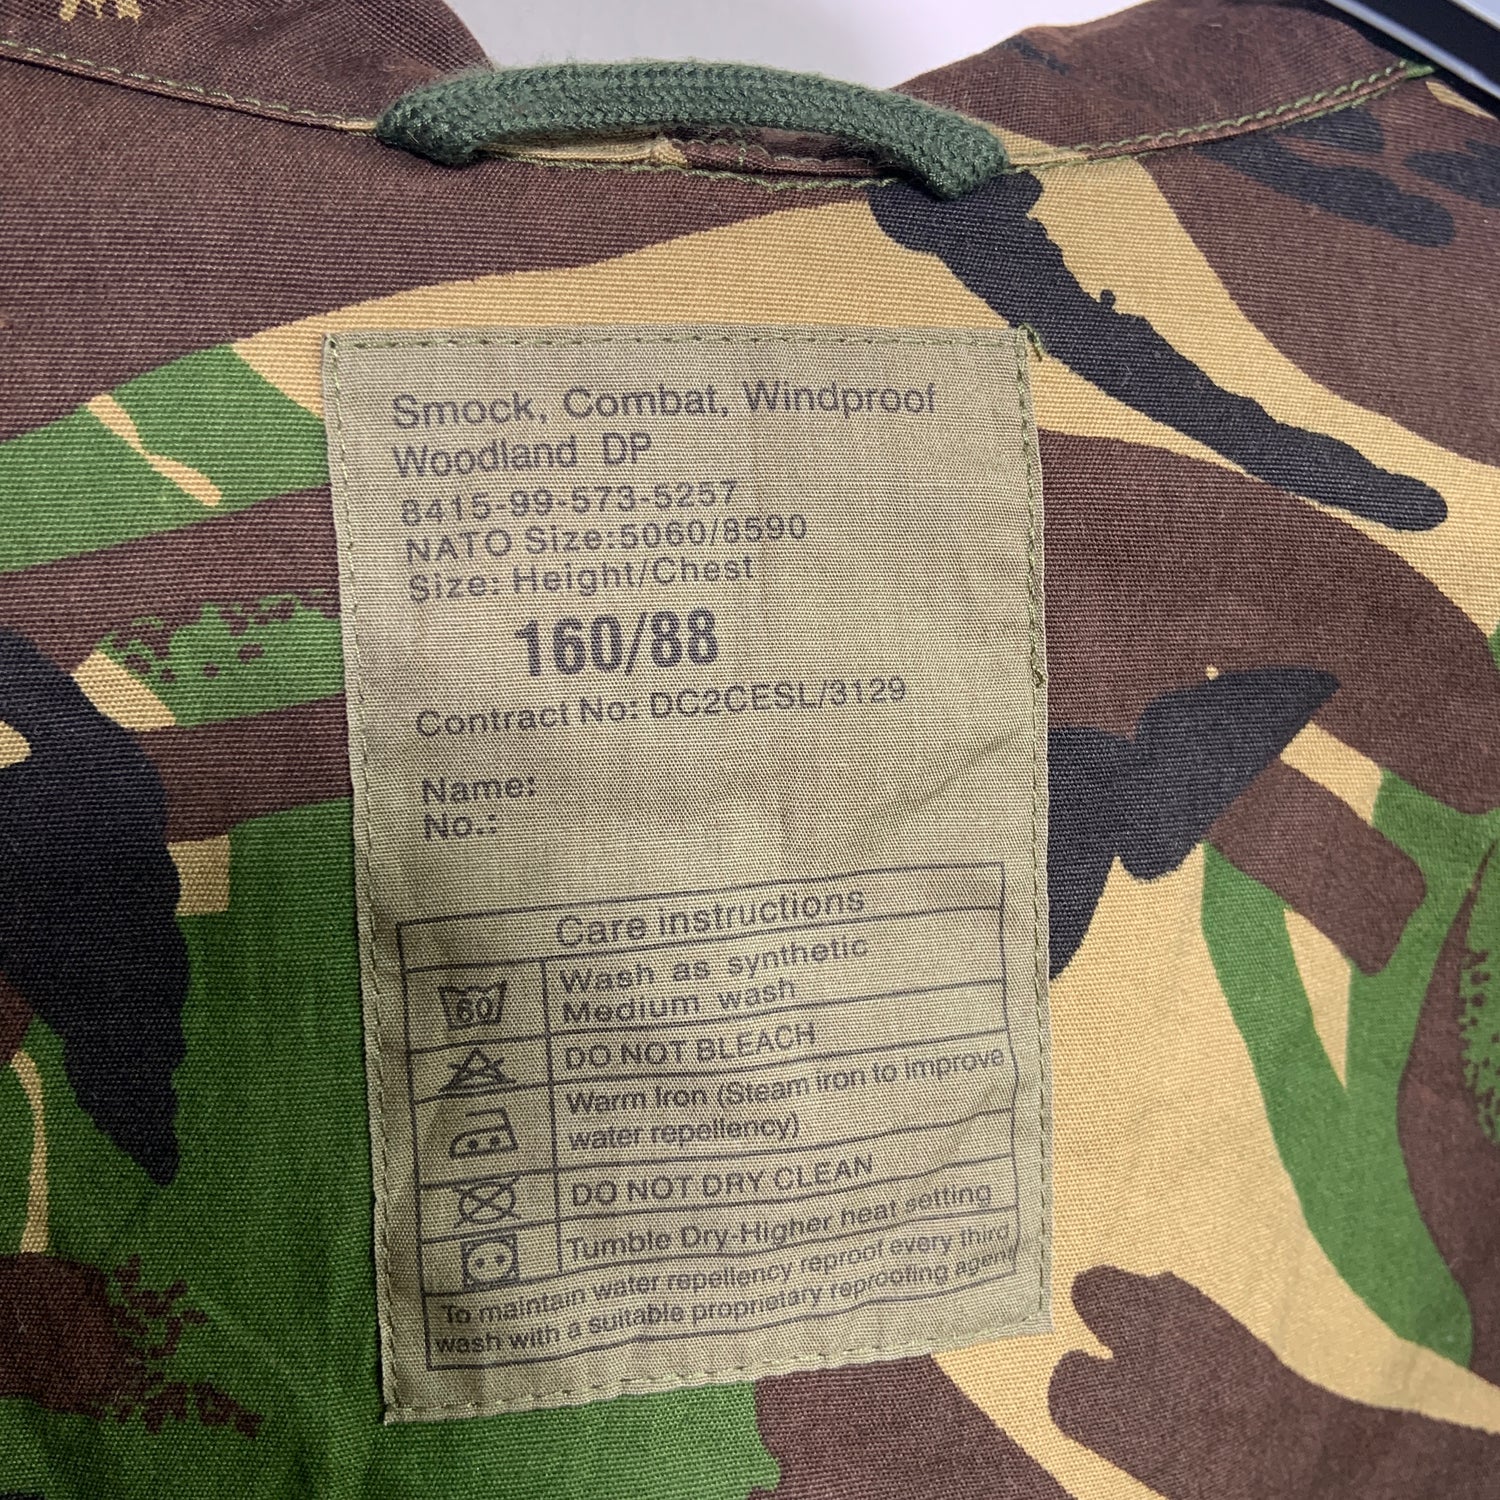 Smock, Combat, Windproof
Woodland DP
8415-99-573-5257
NATO Size:5060/8590
Size: Height/Chest
160/88
Contract No: DC2CESL/3129
Name:
No.:
Care instructions
60 Wash as synthetic
Medium wash
DO NOT BLEACH
Warm Iron (Steam iron to improve
water repellency)
DO NOT DRY CLEAN
Tumble Dry-Higher heat setting
To maintain water repellency reproof every third
wash with a suitable proprietary reproofing agent